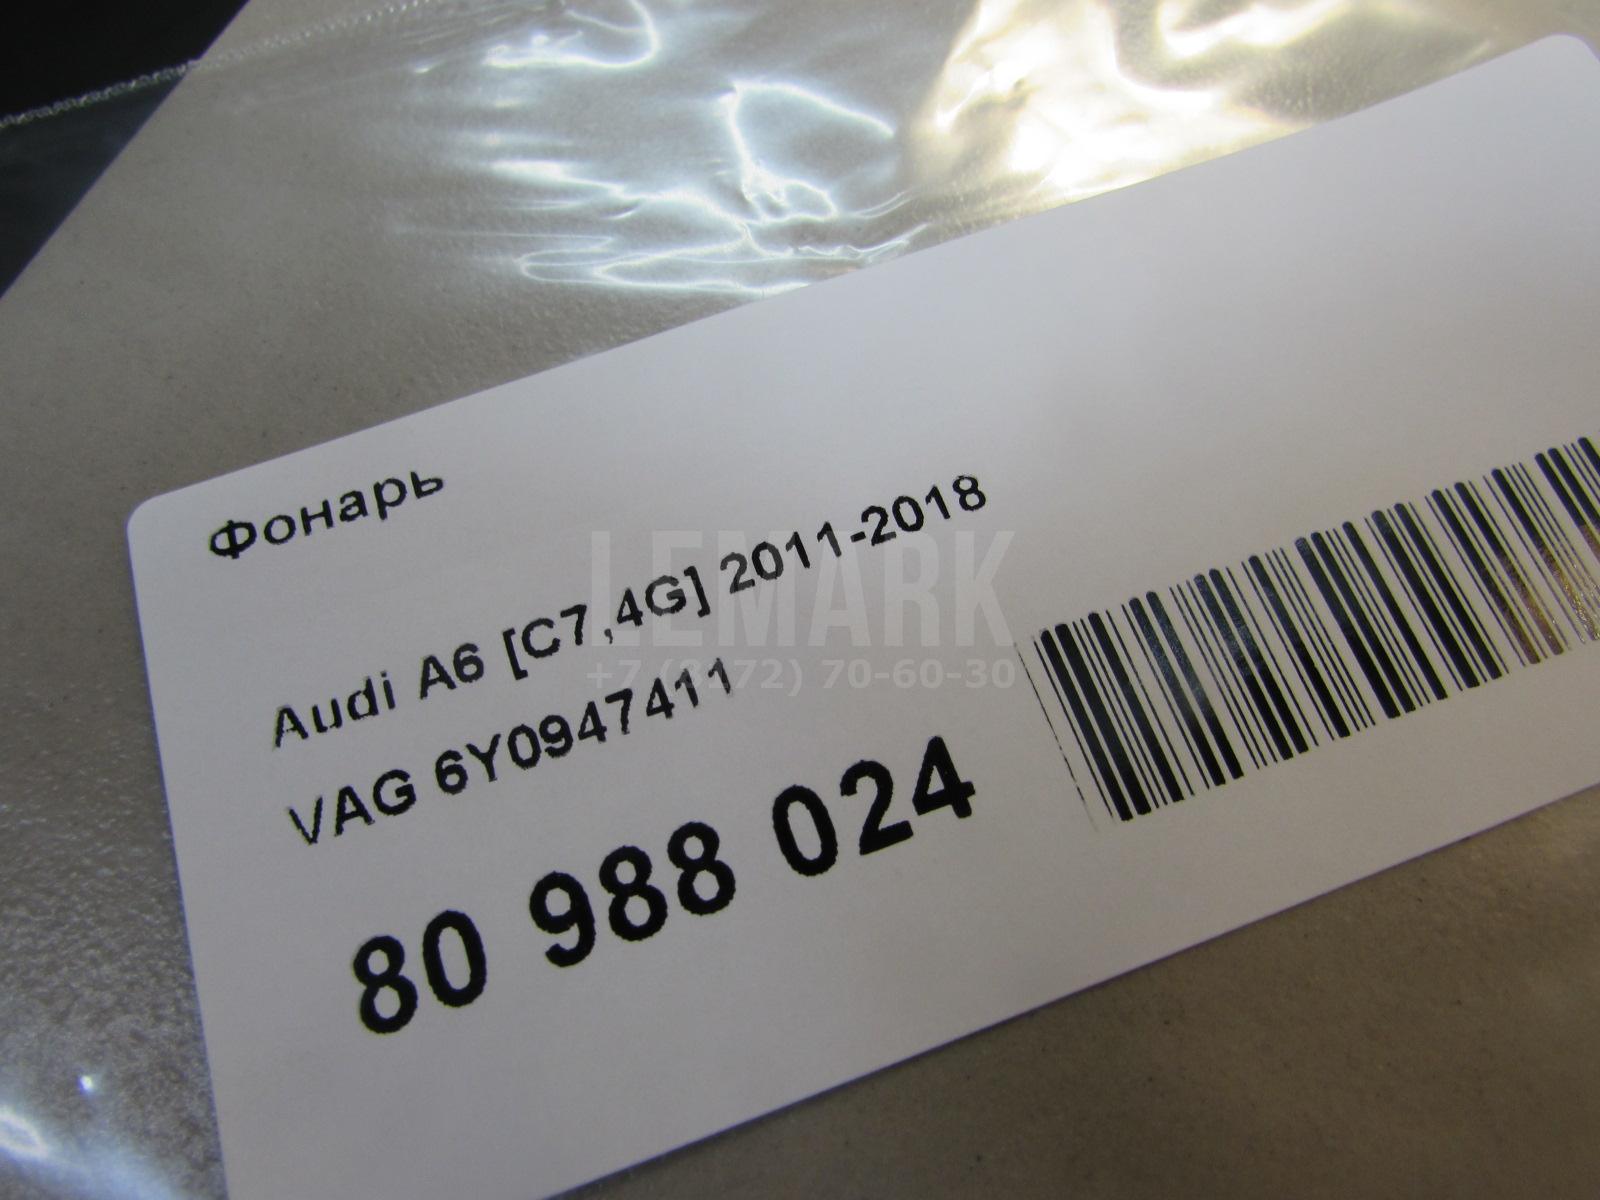 Фонарь
Audi A6 [C7,4G] 2011-2018
VAG 6Y0947411
80 988 024
LEMARK
+7 (8172) 70-60-30